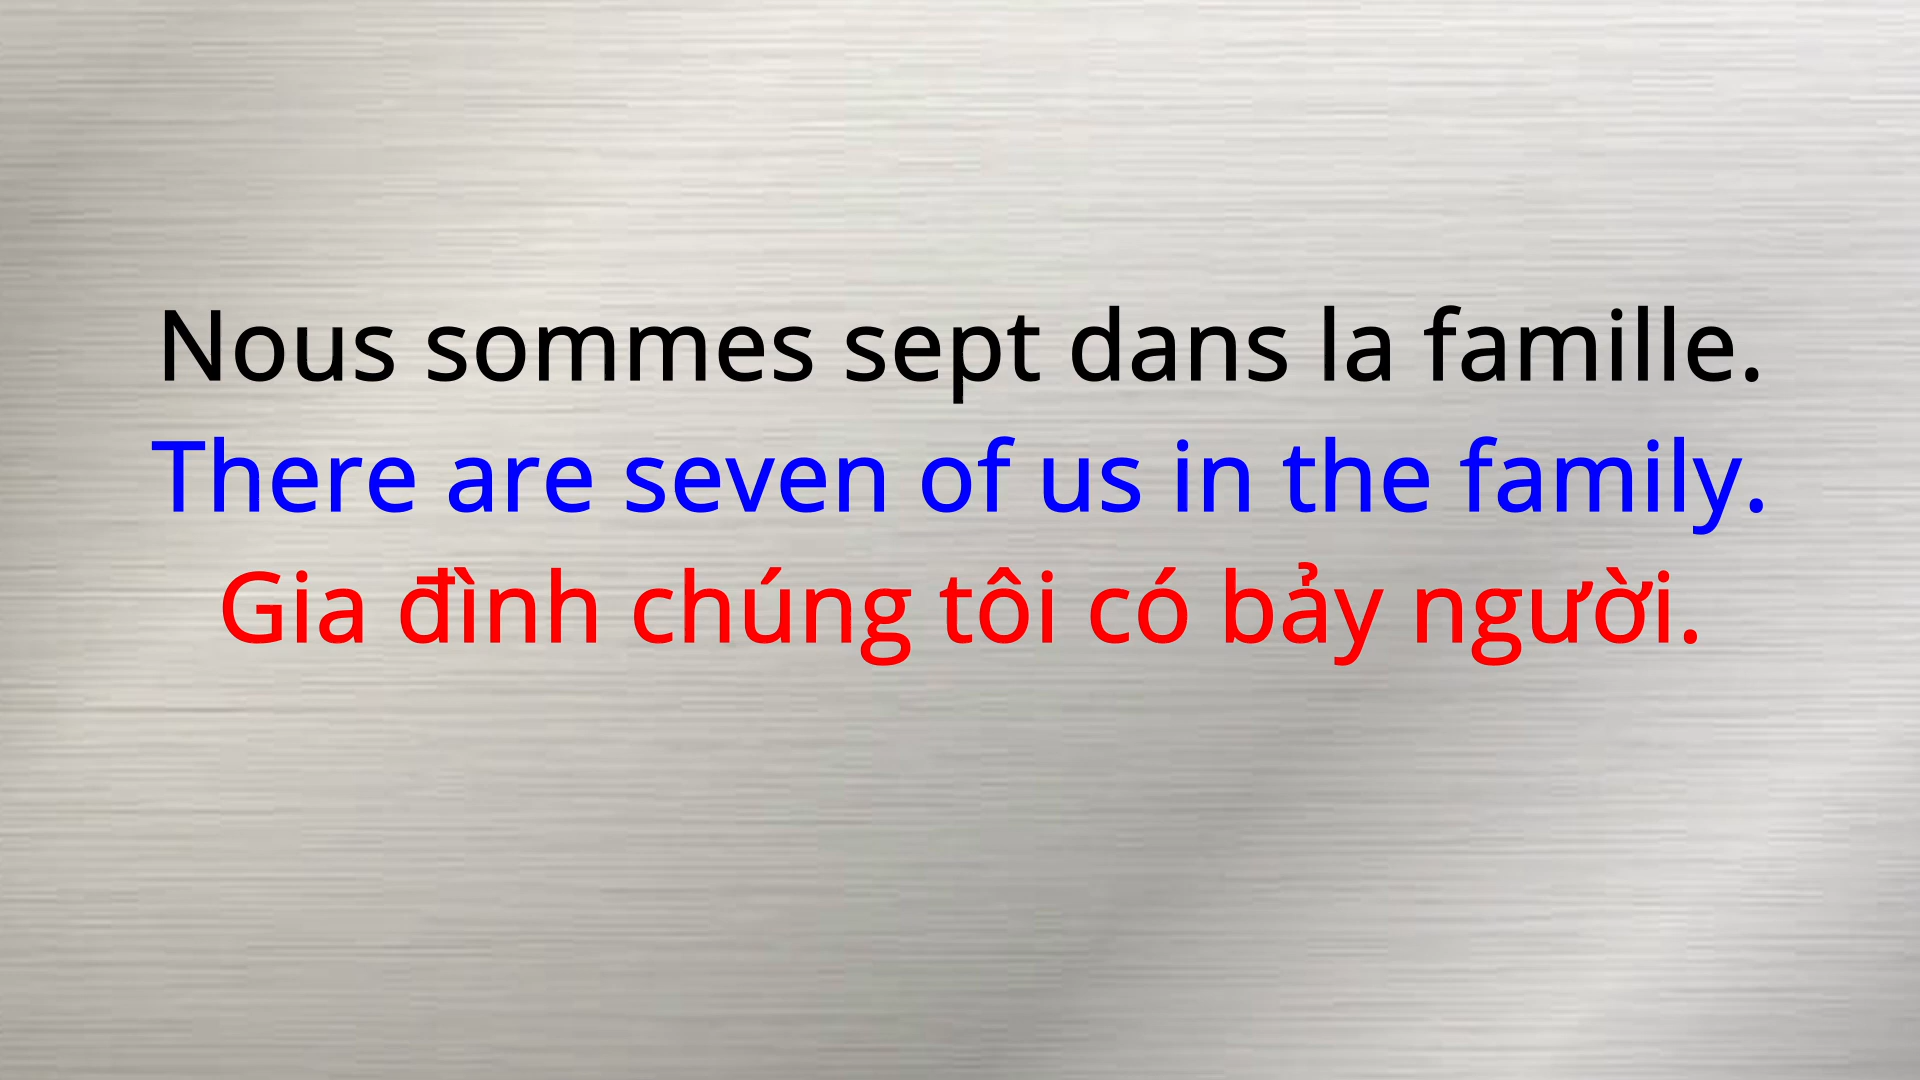 Nous sommes sept dans la famille.
There are seven of us in the family.
Gia đình chúng tôi có bảy người.